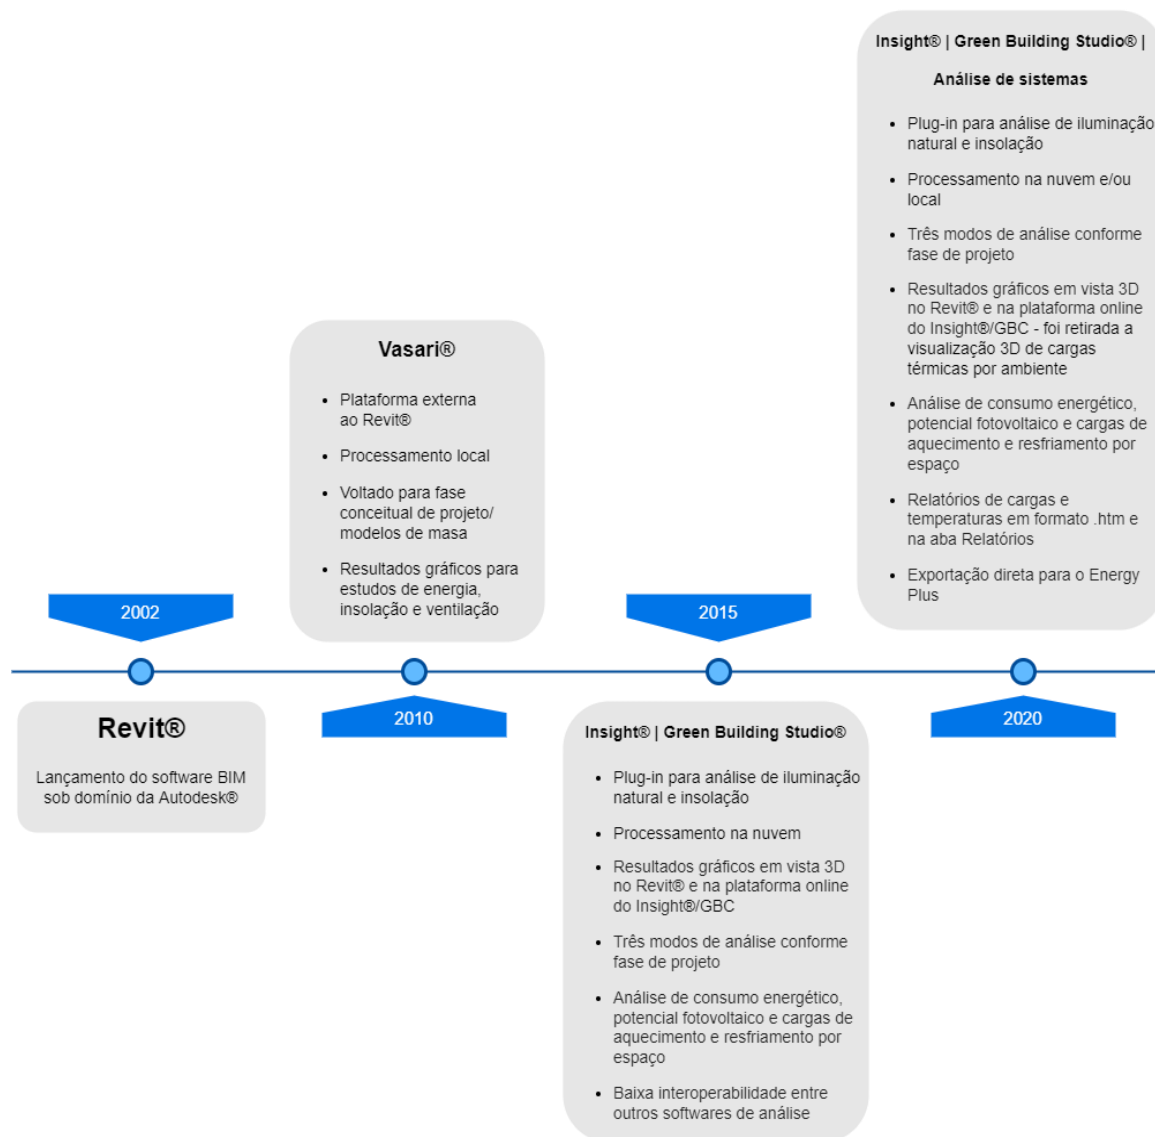 2002
Revit®
Lançamento do software BIM
sob domínio da Autodesk®
Vasari®
• Plataforma externa
ao Revit®
• Processamento local
• Voltado para fase
conceitual de projeto/
modelos de masa
• Resultados gráficos para
estudos de energia,
insolação e ventilação
2010
2015
Insight® | Green Building Studio®
• Plug-in para análise de iluminação
natural e insolação
• Processamento na nuvem
• Resultados gráficos em vista 3D
no Revit® e na plataforma online
do Insight®/GBC
• Três modos de análise conforme
fase de projeto
• Análise de consumo energético,
potencial fotovoltaico e cargas de
aquecimento e resfriamento por
espaço
• Baixa interoperabilidade entre
outros softwares de análise
Insight® | Green Building Studio® |
Análise de sistemas
• Plug-in para análise de iluminação
natural e insolação
• Processamento na nuvem e/ou
local
• Três modos de análise conforme
fase de projeto
• Resultados gráficos em vista 3D
no Revit® e na plataforma online
do Insight®/GBC - foi retirada a
visualização 3D de cargas
térmicas por ambiente
• Análise de consumo energético,
potencial fotovoltaico e cargas de
aquecimento e resfriamento por
espaço
• Relatórios de cargas e
temperaturas em formato .htm e
na aba Relatórios
• Exportação direta para o Energy
Plus
2020